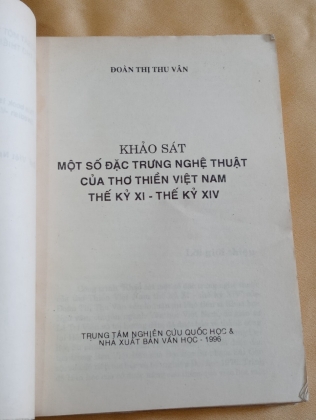 ĐOÀN THỊ THU VÂN
KHẢO SÁT
MỘT SỐ ĐẶC TRƯNG NGHỆ THUẬT
CỦA THƠ THIỀN VIỆT NAM
THẾ KỶ XI - THẾ KỶ XIV
TRUNG TÂM NGHIÊN CỨU QUỐC HỌC &
NHÀ XUẤT BẢN VĂN HỌC - 1996